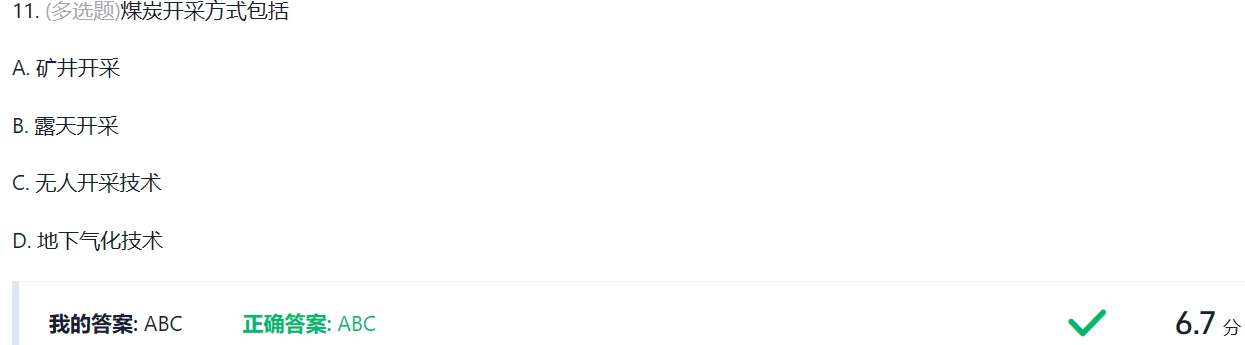 11. (多选题)煤炭开采方式包括
A. 矿井开采
B. 露天开采
C. 无人开采技术
D. 地下气化技术
我的答案: ABC 正确答案: ABC 6.7 分